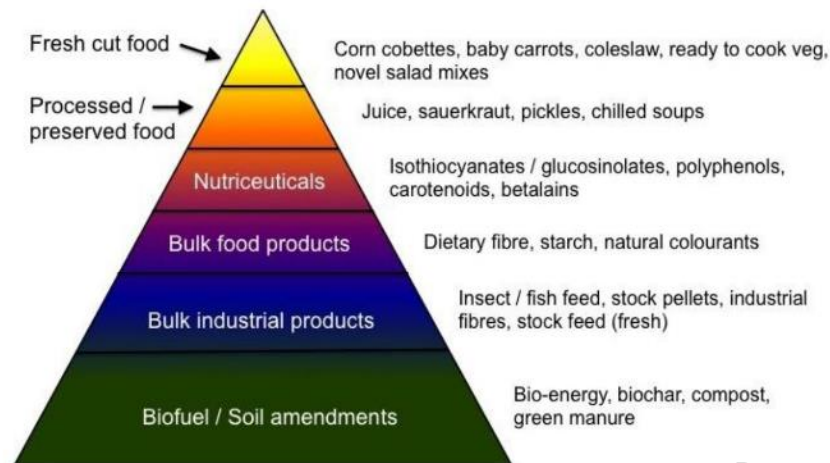 Fresh cut food
Corn cobettes, baby carrots, coleslaw, ready to cook veg,
novel salad mixes
Processed /
preserved food
Juice, sauerkraut, pickles, chilled soups
Nutriceuticals
Isothiocyanates / glucosinolates, polyphenols,
carotenoids, betalains
Bulk food products
Dietary fibre, starch, natural colourants
Bulk industrial products
Insect / fish feed, stock pellets, industrial
fibres, stock feed (fresh)
Biofuel / Soil amendments
Bio-energy, biochar, compost,
green manure